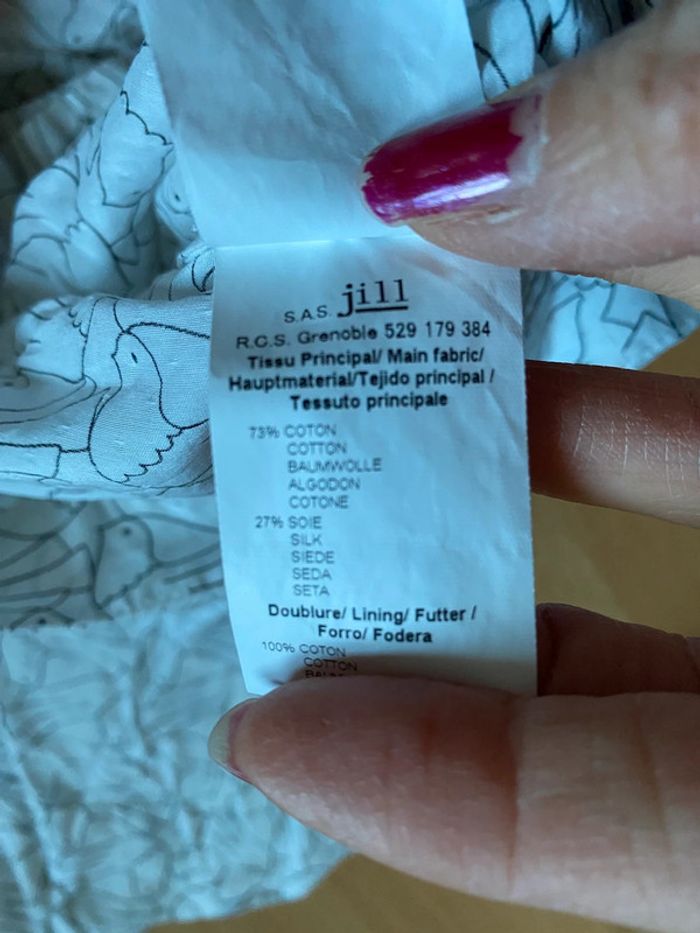 S.A.S. jill
R.C.S. Grenoble 529 179 384
Tissu Principal/ Main fabric/
Hauptmaterial/Tejido principal /
Tessuto principale
73% COTON
COTTON
BAUMWOLLE
ALGODON
COTONE
27% SOIE
SILK
SIEDE
SEDA
SETA
Doublure/ Lining/ Futter /
Forro/ Fodera
100% COTON
COTTON